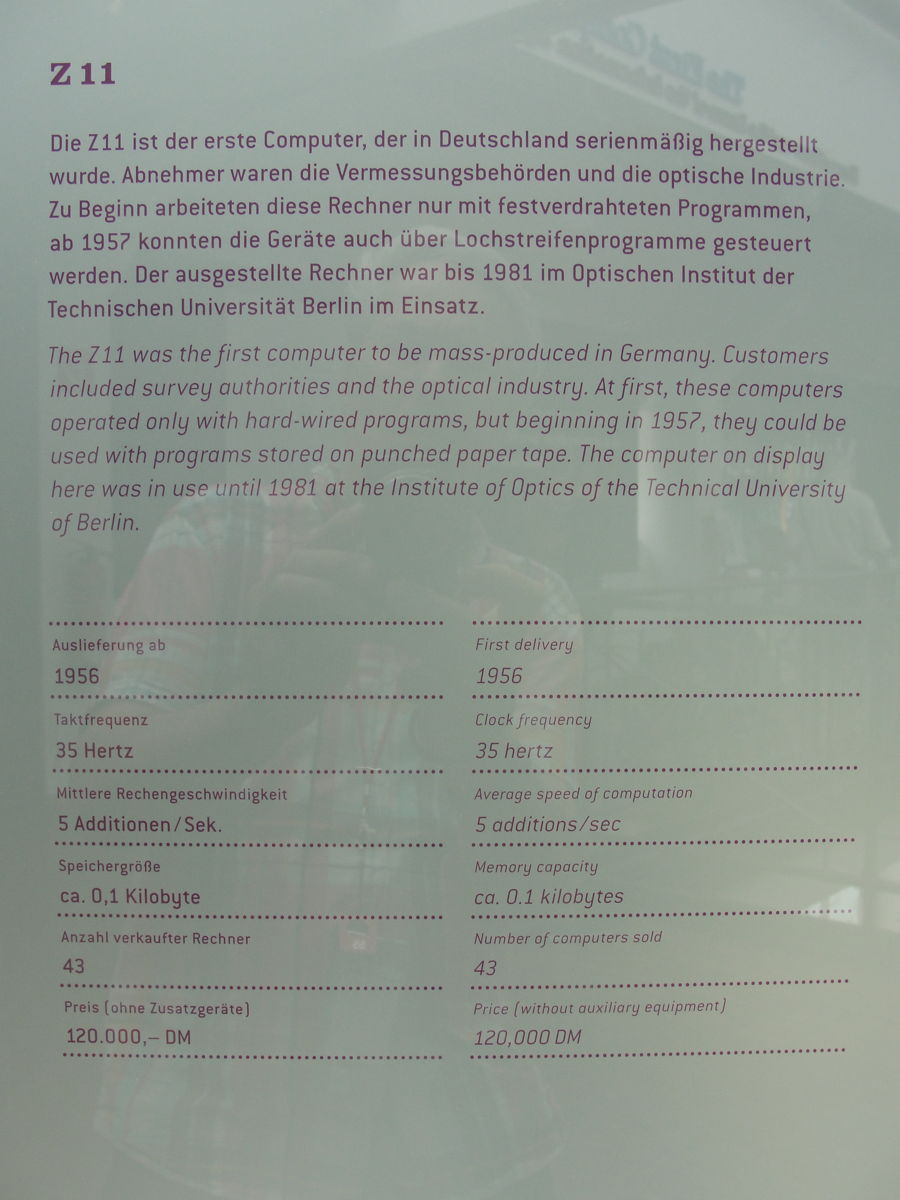 Z 11
Die Z11 ist der erste Computer, der in Deutschland serienmäßig hergestellt
wurde. Abnehmer waren die Vermessungsbehörden und die optische Industrie.
Zu Beginn arbeiteten diese Rechner nur mit festverdrahteten Programmen,
ab 1957 konnten die Geräte auch über Lochstreifenprogramme gesteuert
werden. Der ausgestellte Rechner war bis 1981 im Optischen Institut der
Technischen Universität Berlin im Einsatz.
The Z11 was the first computer to be mass-produced in Germany. Customers
included survey authorities and the optical industry. At first, these computers
operated only with hard-wired programs, but beginning in 1957, they could be
used with programs stored on punched paper tape. The computer on display
here was in use until 1981 at the Institute of Optics of the Technical University
of Berlin.
Auslieferung ab
1956
Taktfrequenz
35 Hertz
Mittlere Rechengeschwindigkeit
5 Additionen/Sek.
Speichergröße
ca. 0,1 Kilobyte
Anzahl verkaufter Rechner
43
Preis (ohne Zusatzgeräte)
120.000,– DM
First delivery
1956
Clock frequency
35 hertz
Average speed of computation
5 additions/sec
Memory capacity
ca. 0.1 kilobytes
Number of computers sold
43
Price (without auxiliary equipment)
120,000 DM